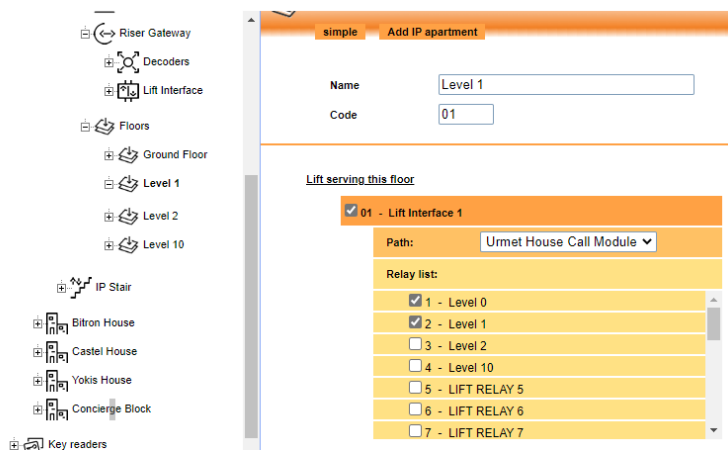 Riser Gateway
Decoders
Lift Interface
Floors
Ground Floor
Level 1
Level 2
Level 10
IP Stair
Bitron House
Castel House
Yokis House
Concierge Block
Key readers
simple Add IP apartment
Name Level 1
Code 01
Lift serving this floor
01 - Lift Interface 1
Path: Urmet House Call Module
Relay list:
1 - Level 0
2 - Level 1
3 - Level 2
4 - Level 10
5 - LIFT RELAY 5
6 - LIFT RELAY 6
7 - LIFT RELAY 7